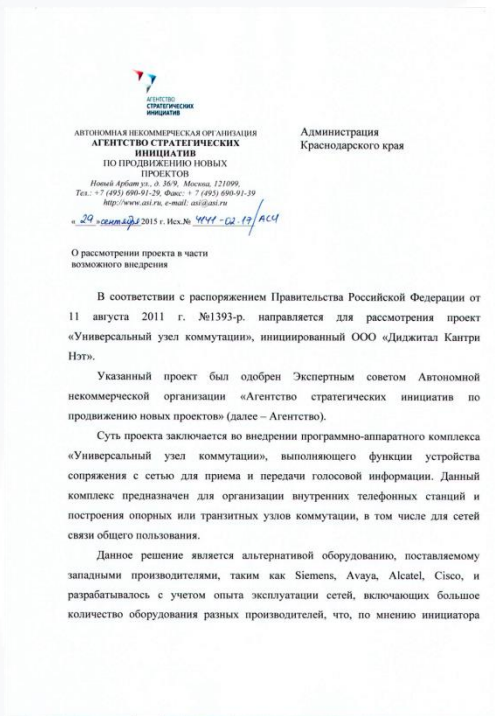 АГЕНТСТВО
СТРАТЕГИЧЕСКИХ
ИНИЦИАТИВ
АВТОНОМНАЯ НЕКОММЕРЧЕСКАЯ ОРГАНИЗАЦИЯ
АГЕНТСТВО СТРАТЕГИЧЕСКИХ
ИНИЦИАТИВ
ПО ПРОДВИЖЕНИЮ НОВЫХ
ПРОЕКТОВ
Новый Арбат ул., д. 36/9, Москва, 121099,
Тел.: +7 (495) 690-91-29, Факс: + 7 (495) 690-91-39
http://www.asi.ru, e-mail: asi@asi.ru
« 29 » сентября 2015 г. Исх.№ 4141-02-17/АСИ
Администрация
Краснодарского края
О рассмотрении проекта в части
возможного внедрения
В соответствии с распоряжением Правительства Российской Федерации от
11 августа 2011 г. №1393-р. направляется для рассмотрения проект
«Универсальный узел коммутации», инициированный ООО «Диджитал Кантри
Нэт».
Указанный проект был одобрен Экспертным советом Автономной
некоммерческой организации «Агентство стратегических инициатив по
продвижению новых проектов» (далее – Агентство).
Суть проекта заключается во внедрении программно-аппаратного комплекса
«Универсальный узел коммутации», выполняющего функции устройства
сопряжения с сетью для приема и передачи голосовой информации. Данный
комплекс предназначен для организации внутренних телефонных станций и
построения опорных или транзитных узлов коммутации, в том числе для сетей
связи общего пользования.
Данное решение является альтернативой оборудованию, поставляемому
западными производителями, таким как Siemens, Avaya, Alcatel, Cisco, и
разрабатывалось с учетом опыта эксплуатации сетей, включающих большое
количество оборудования разных производителей, что, по мнению инициатора